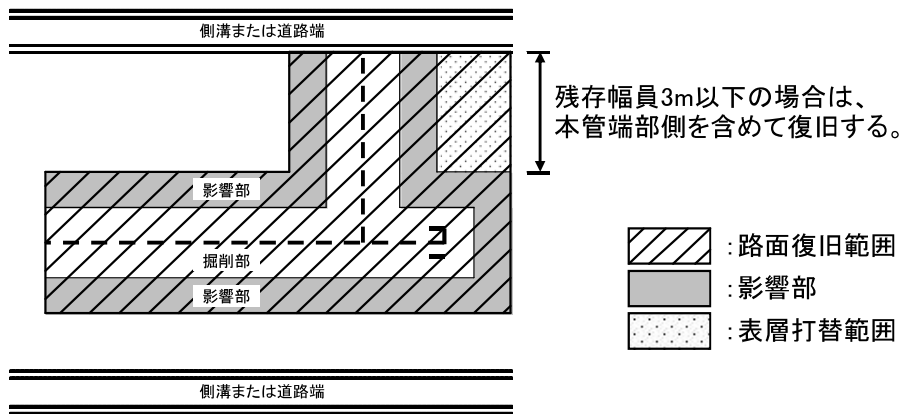 側溝または道路端
残存幅員3m以下の場合は、
本管端部側を含めて復旧する。
影響部
掘削部
影響部
:路面復旧範囲
:影響部
:表層打替範囲
側溝または道路端